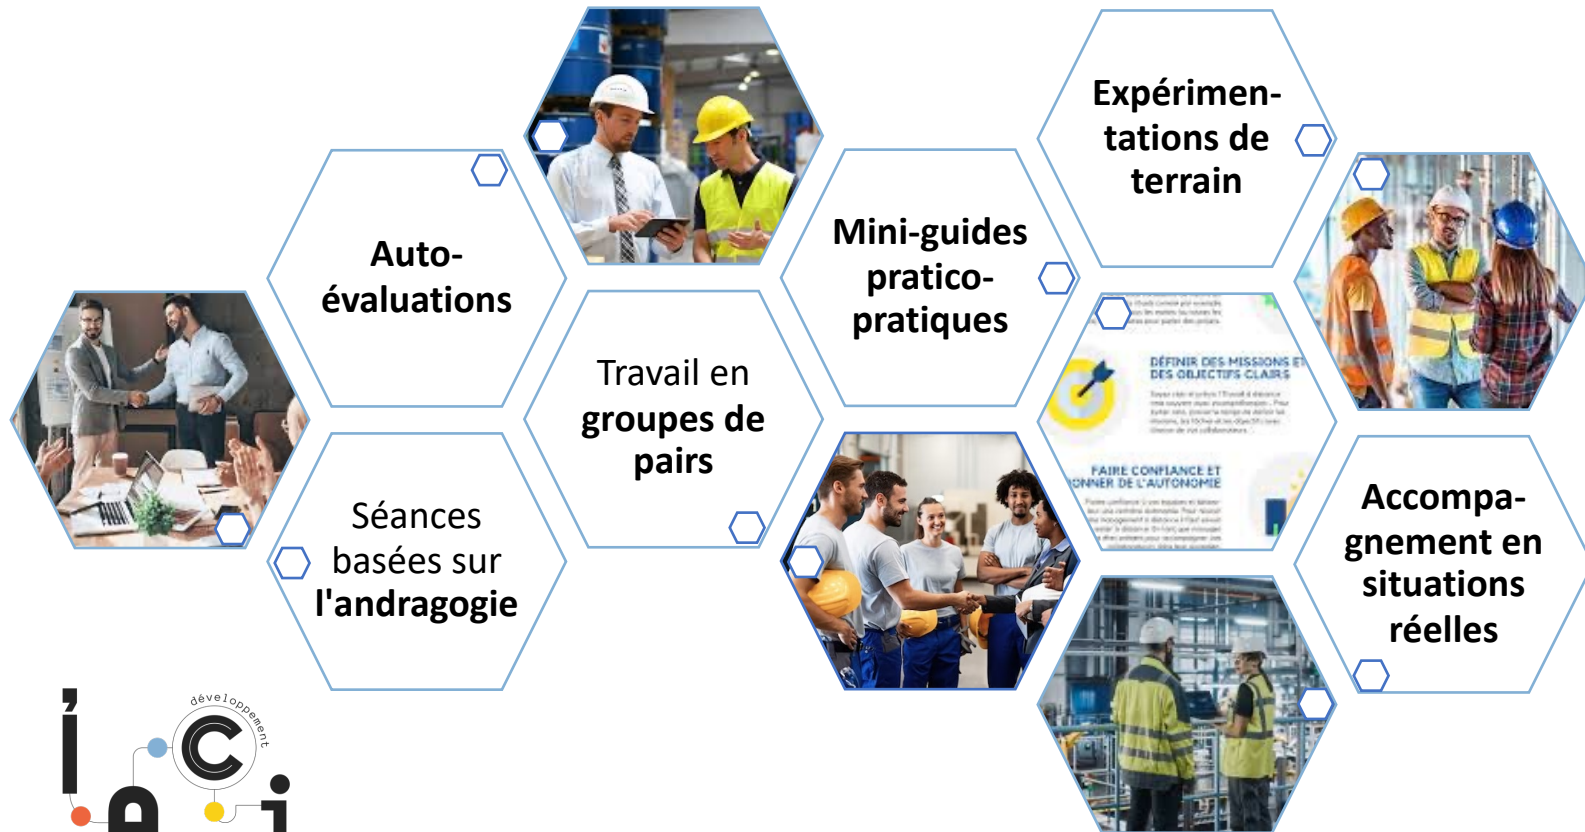 Auto-
évaluations
Séances
basées sur
l'andragogie
Travail en
groupes de
pairs
Mini-guides
pratico-
pratiques
Expérimen-
tations de
terrain
DÉFINIR DES MISSIONS ET
DES OBJECTIFS CLAIRS
FAIRE CONFIANCE ET
ONNER DE L'AUTONOMIE
Accompa-
gnement en
situations
réelles
développement